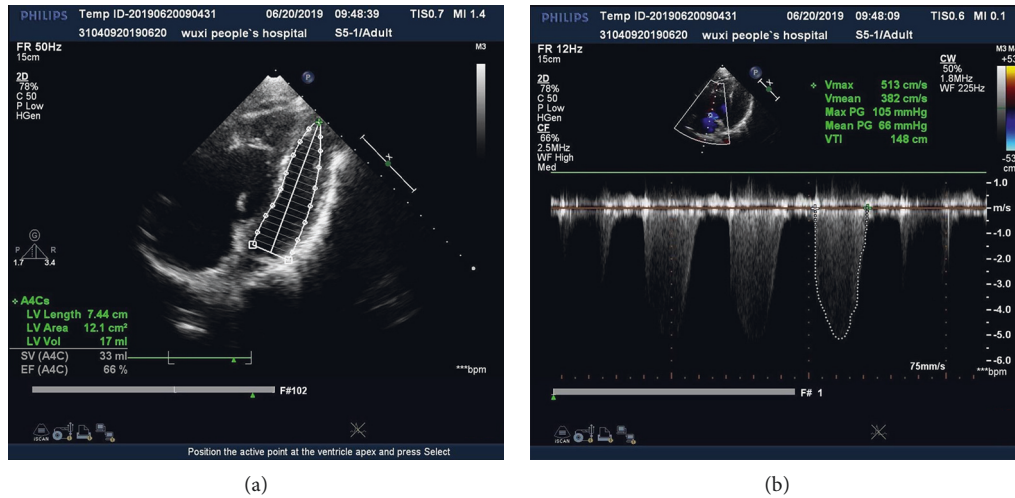 PHILIPS Temp ID-20190620090431 06/20/2019 09:48:39 TIS0.7 MI 1.4
31040920190620 wuxi people`s hospital S5-1/Adult
FR 50Hz
15cm
M3
2D
78%
C 50
P Low
HGen
P
X
G
P R
1.7 3.4
A4Cs
LV Length 7.44 cm
LV Area 12.1 cm²
LV Vol 17 ml
SV (A4C) 33 ml
EF (A4C) 66 %
***bpm
F#102
iSCAN
Position the active point at the ventricle apex and press Select
(a)
PHILIPS Temp ID-20190620090431 06/20/2019 09:48:09 TIS0.6 MI 0.1
31040920190620 wuxi people`s hospital S5-1/Adult
FR 12Hz
15cm
2D
78%
C 50
P Low
HGen
CF
66%
2.5MHz
WF High
Med
P
X
Vmax 513 cm/s
Vmean 382 cm/s
Max PG 105 mmHg
Mean PG 66 mmHg
VTI 148 cm
CW
50%
1.8MHz
WF 225Hz
M3
+53
-53
1.0
m/s
-1.0
-2.0
-3.0
-4.0
-5.0
-6.0
75mm/s
***bpm
F# 1
iSCAN
(b)